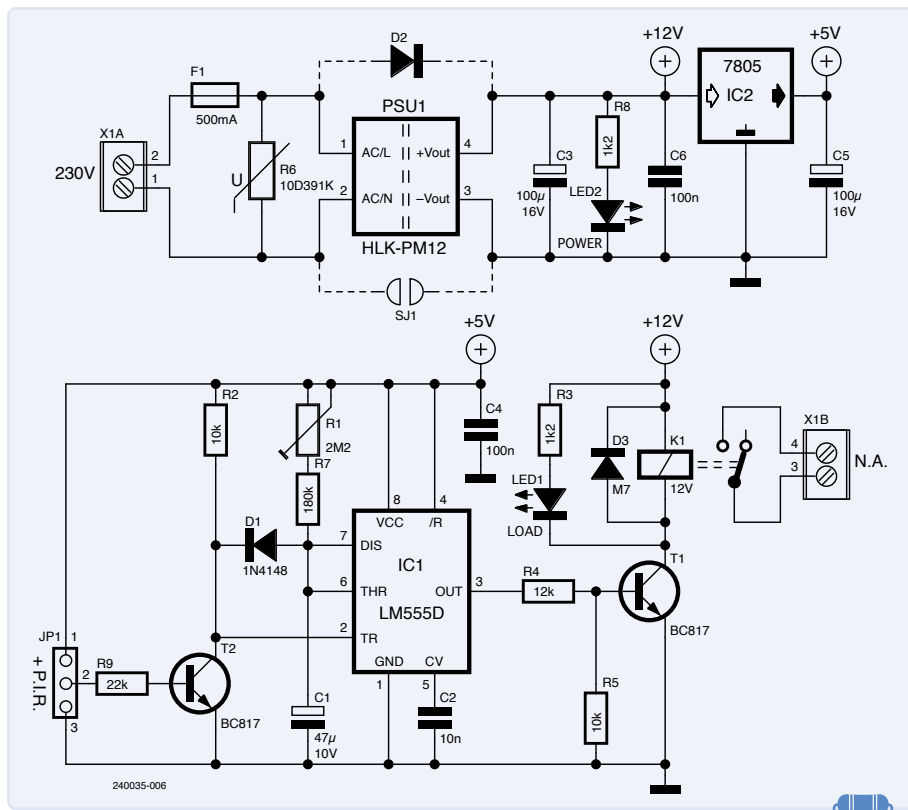 D2
+12V
+5V
F1
500mA
PSU1
7805
IC2
X1A
2
1
230V
U
R6
10D391K
1
AC/L
+Vout
4
2
AC/N
–Vout
3
HLK-PM12
C3
100µ
16V
R8
1k2
LED2
POWER
C6
100n
C5
100µ
16V
SJ1
+5V
+12V
R2
10k
R1
2M2
R7
180k
C4
100n
R3
1k2
LED1
LOAD
D3
M7
K1
12V
X1B
4
3
N.A.
D1
1N4148
8
VCC
4
/R
7
DIS
IC1
6
THR
OUT
3
LM555D
2
TR
GND
CV
1
5
R4
12k
T1
BC817
JP1
1
2
3
+ P.I.R.
R9
22k
T2
BC817
C1
47µ
10V
C2
10n
R5
10k
240035-006